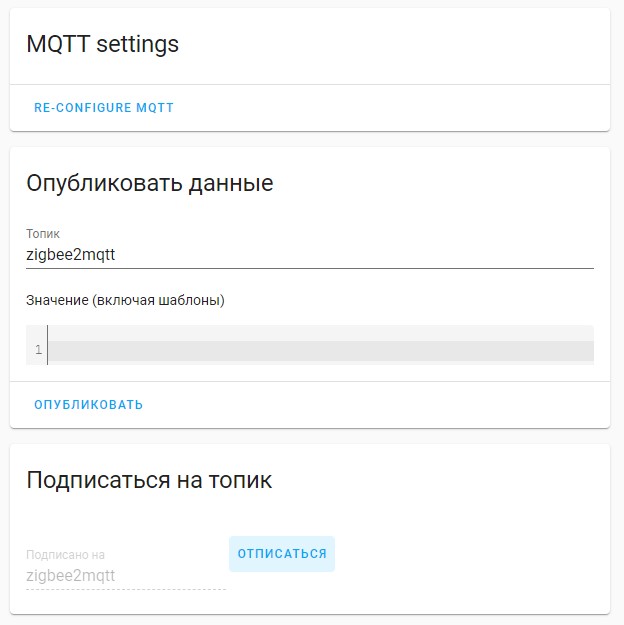 MQTT settings
RE-CONFIGURE MQTT
Опубликовать данные
Топик
zigbee2mqtt
Значение (включая шаблоны)
1
ОПУБЛИКОВАТЬ
Подписаться на топик
Подписано на
zigbee2mqtt
ОТПИСАТЬСЯ